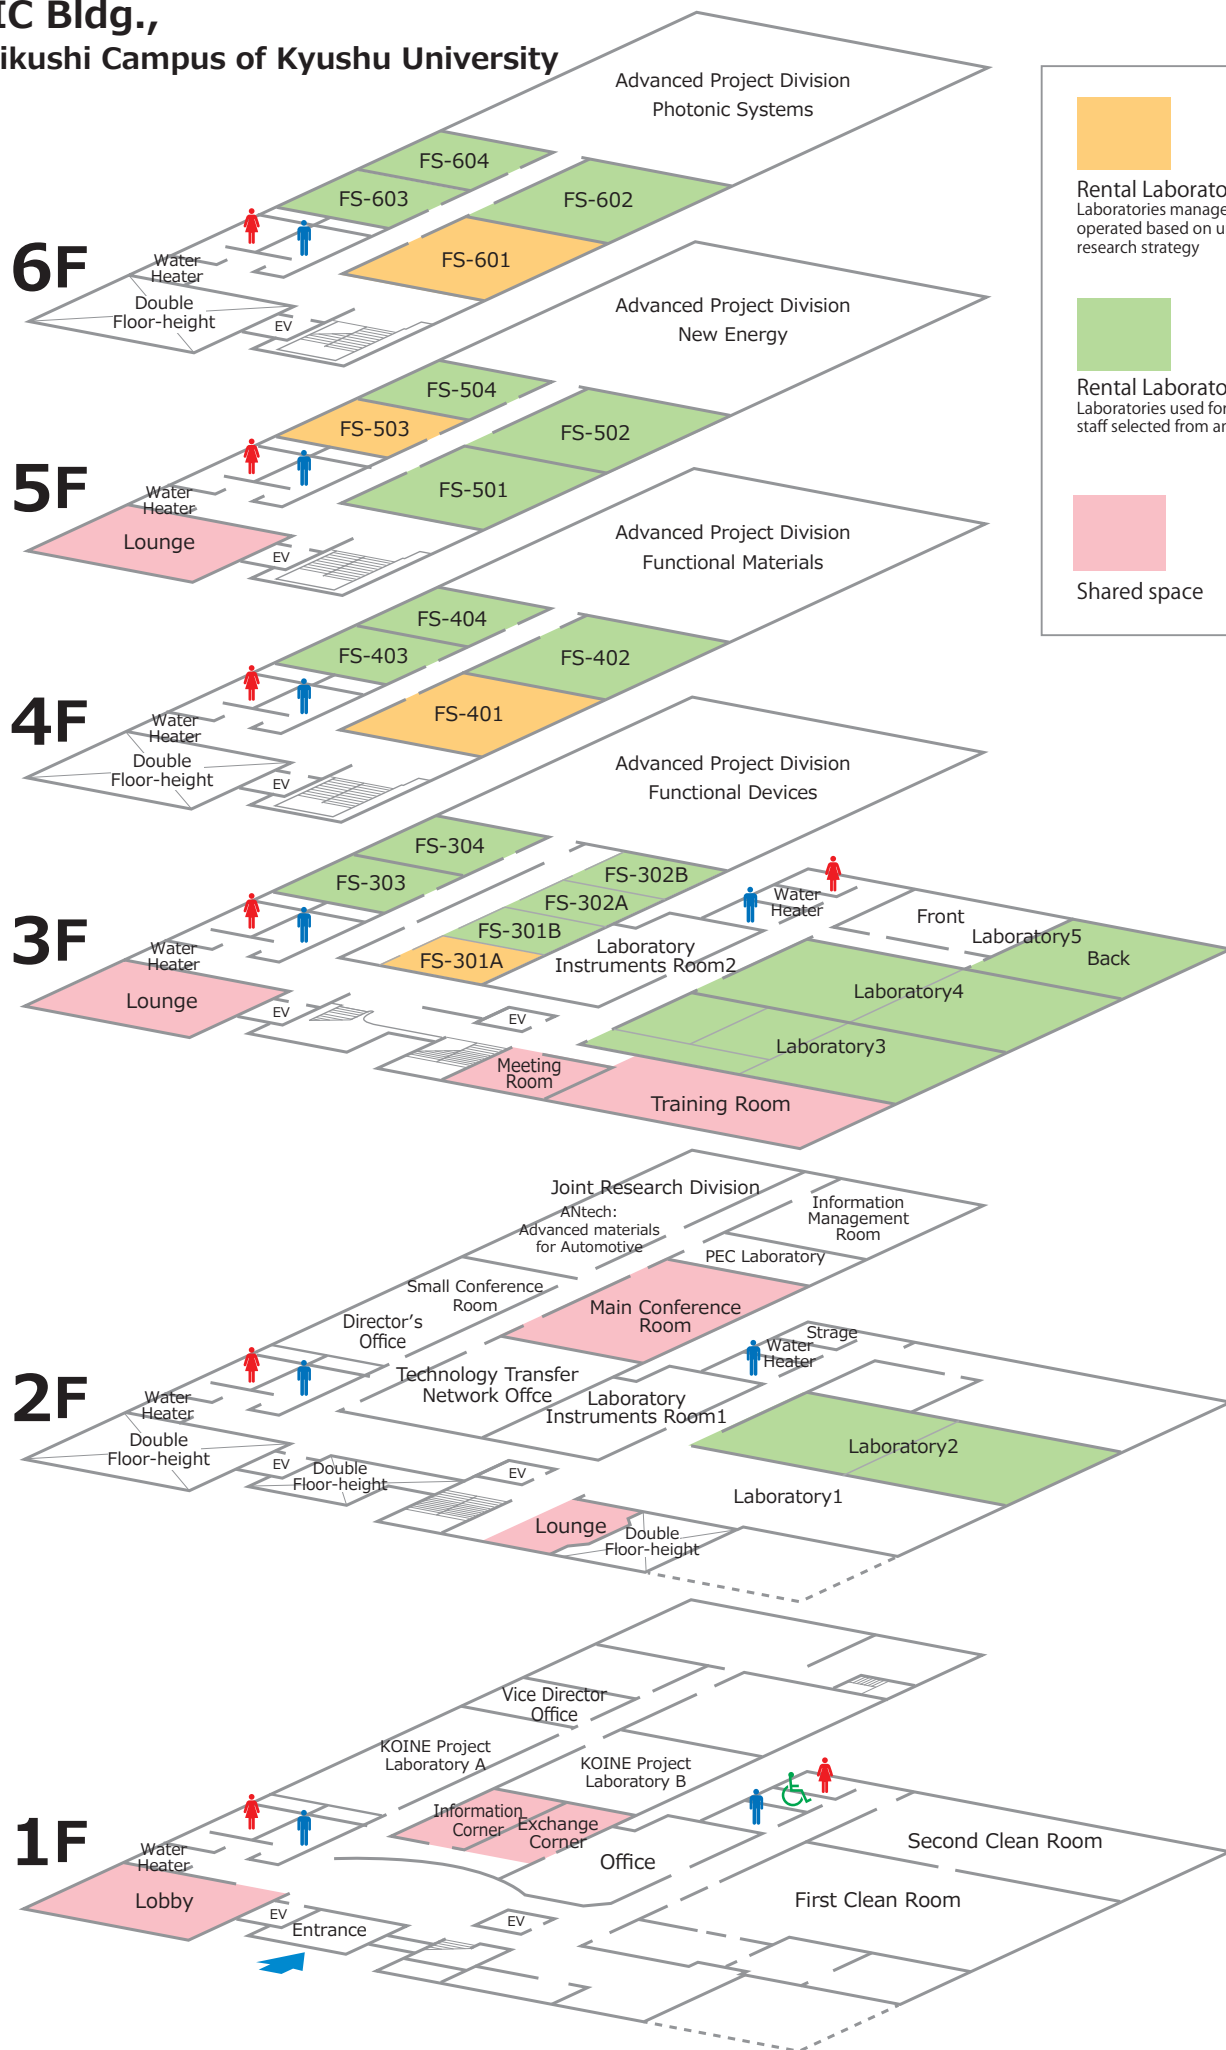 IC Bldg.,
ikushi Campus of Kyushu University
Advanced Project Division
Photonic Systems
FS-604
FS-603
FS-602
FS-601
6F
Water
Heater
Double
Floor-height
EV
Rental Laborato
Laboratories manage
operated based on u
research strategy
Rental Laborato
Laboratories used for
staff selected from ar
Shared space
Advanced Project Division
New Energy
FS-504
FS-503
FS-502
FS-501
5F
Water
Heater
Lounge
EV
Advanced Project Division
Functional Materials
FS-404
FS-403
FS-402
FS-401
4F
Water
Heater
Double
Floor-height
EV
Advanced Project Division
Functional Devices
FS-304
FS-303
FS-302B
FS-302A
FS-301B
FS-301A
3F
Water
Heater
Lounge
EV
Laboratory
Instruments Room2
Water
Heater
Front
Laboratory5
Back
Laboratory4
Laboratory3
EV
Meeting
Room
Training Room
Joint Research Division
ANtech:
Advanced materials
for Automotive
Information
Management
Room
PEC Laboratory
Small Conference
Room
Main Conference
Room
Director's
Office
Strage
Water
Heater
Technology Transfer
Network Offce
Laboratory
Instruments Room1
2F
Water
Heater
Double
Floor-height
EV
Double
Floor-height
EV
Laboratory2
Laboratory1
Lounge
Double
Floor-height
Vice Director
Office
KOINE Project
Laboratory A
KOINE Project
Laboratory B
Information
Corner
Exchange
Corner
Office
1F
Water
Heater
Lobby
EV
Entrance
EV
Second Clean Room
First Clean Room